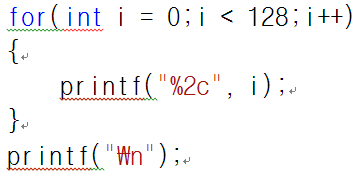 for(int i = 0;i < 128;i++)
{
printf("%2c", i);
}
printf("₩n");